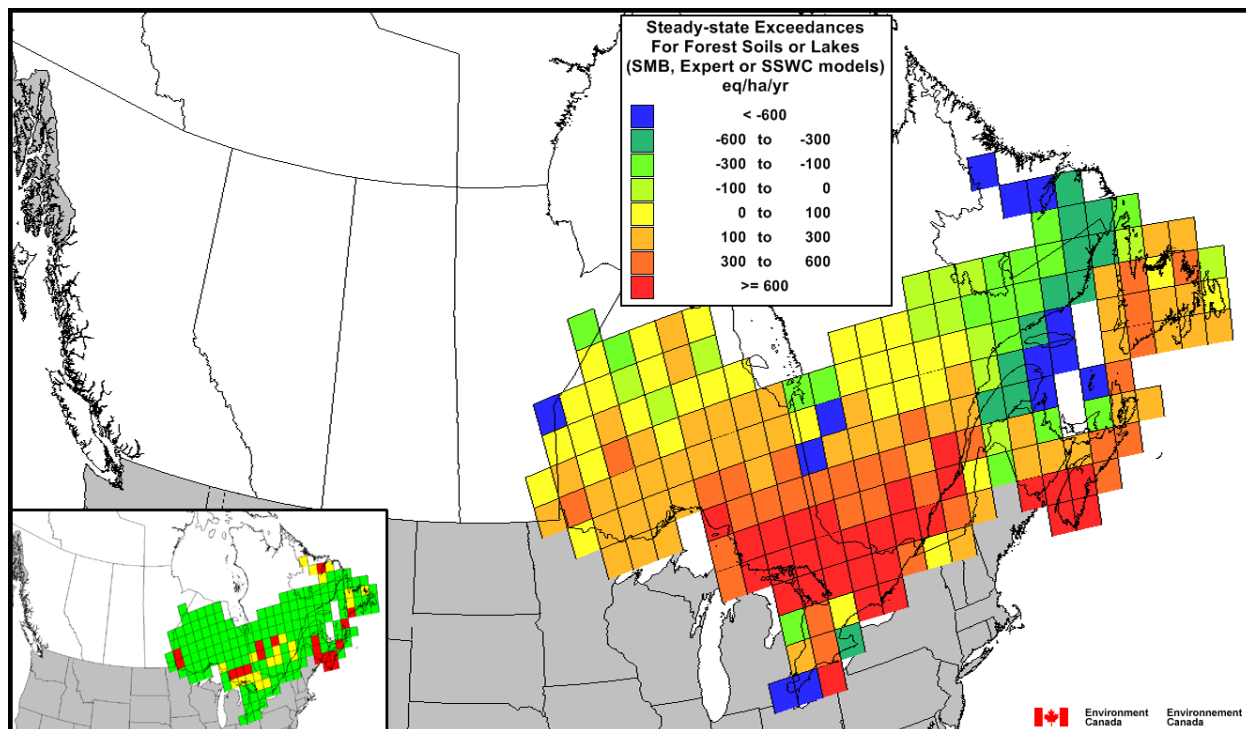 Steady-state Exceedances
For Forest Soils or Lakes
(SMB, Expert or SSWC models)
eq/ha/yr
< -600
-600 to -300
-300 to -100
-100 to 0
0 to 100
100 to 300
300 to 600
>= 600
Environment Environnement
Canada Canada